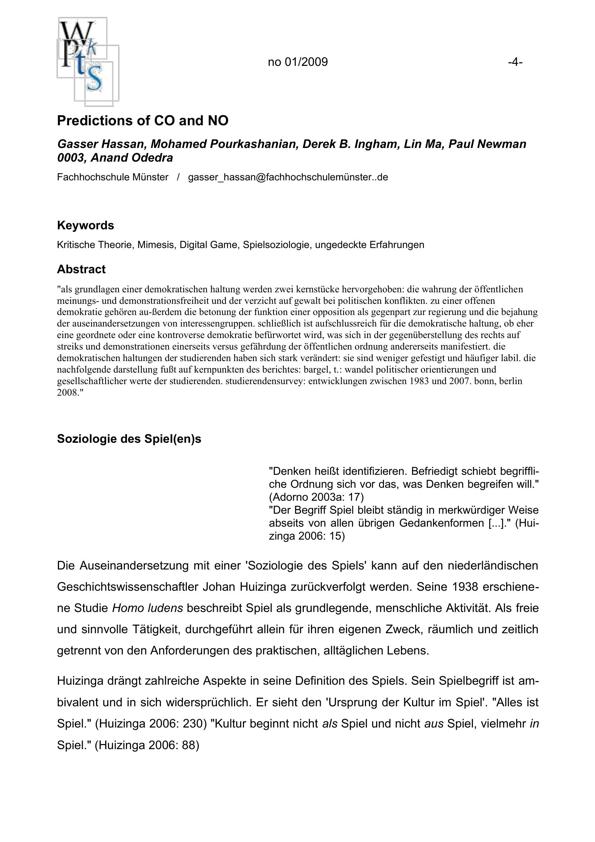 W
P k
t s
S
no 01/2009 -4-
Predictions of CO and NO
Gasser Hassan, Mohamed Pourkashanian, Derek B. Ingham, Lin Ma, Paul Newman
0003, Anand Odedra
Fachhochschule Münster / gasser_hassan@fachhochschulemünster..de
Keywords
Kritische Theorie, Mimesis, Digital Game, Spielsoziologie, ungedeckte Erfahrungen
Abstract
"als grundlagen einer demokratischen haltung werden zwei kernstücke hervorgehoben: die wahrung der öffentlichen
meinungs- und demonstrationsfreiheit und der verzicht auf gewalt bei politischen konflikten. zu einer offenen
demokratie gehören au-ßerdem die betonung der funktion einer opposition als gegenpart zur regierung und die bejahung
der auseinandersetzungen von interessengruppen. schließlich ist aufschlussreich für die demokratische haltung, ob eher
eine geordnete oder eine kontroverse demokratie befürwortet wird, was sich in der gegenüberstellung des rechts auf
streiks und demonstrationen einerseits versus gefährdung der öffentlichen ordnung andererseits manifestiert. die
demokratischen haltungen der studierenden haben sich stark verändert: sie sind weniger gefestigt und häufiger labil. die
nachfolgende darstellung fußt auf kernpunkten des berichtes: bargel, t.: wandel politischer orientierungen und
gesellschaftlicher werte der studierenden. studierendensurvey: entwicklungen zwischen 1983 und 2007. bonn, berlin
2008."
Soziologie des Spiel(en)s
"Denken heißt identifizieren. Befriedigt schiebt begriffli-
che Ordnung sich vor das, was Denken begreifen will."
(Adorno 2003a: 17)
"Der Begriff Spiel bleibt ständig in merkwürdiger Weise
abseits von allen übrigen Gedankenformen [...]." (Hui-
zinga 2006: 15)
Die Auseinandersetzung mit einer 'Soziologie des Spiels' kann auf den niederländischen
Geschichtswissenschaftler Johan Huizinga zurückverfolgt werden. Seine 1938 erschiene-
ne Studie Homo ludens beschreibt Spiel als grundlegende, menschliche Aktivität. Als freie
und sinnvolle Tätigkeit, durchgeführt allein für ihren eigenen Zweck, räumlich und zeitlich
getrennt von den Anforderungen des praktischen, alltäglichen Lebens.
Huizinga drängt zahlreiche Aspekte in seine Definition des Spiels. Sein Spielbegriff ist am-
bivalent und in sich widersprüchlich. Er sieht den 'Ursprung der Kultur im Spiel'. "Alles ist
Spiel." (Huizinga 2006: 230) "Kultur beginnt nicht als Spiel und nicht aus Spiel, vielmehr in
Spiel." (Huizinga 2006: 88)